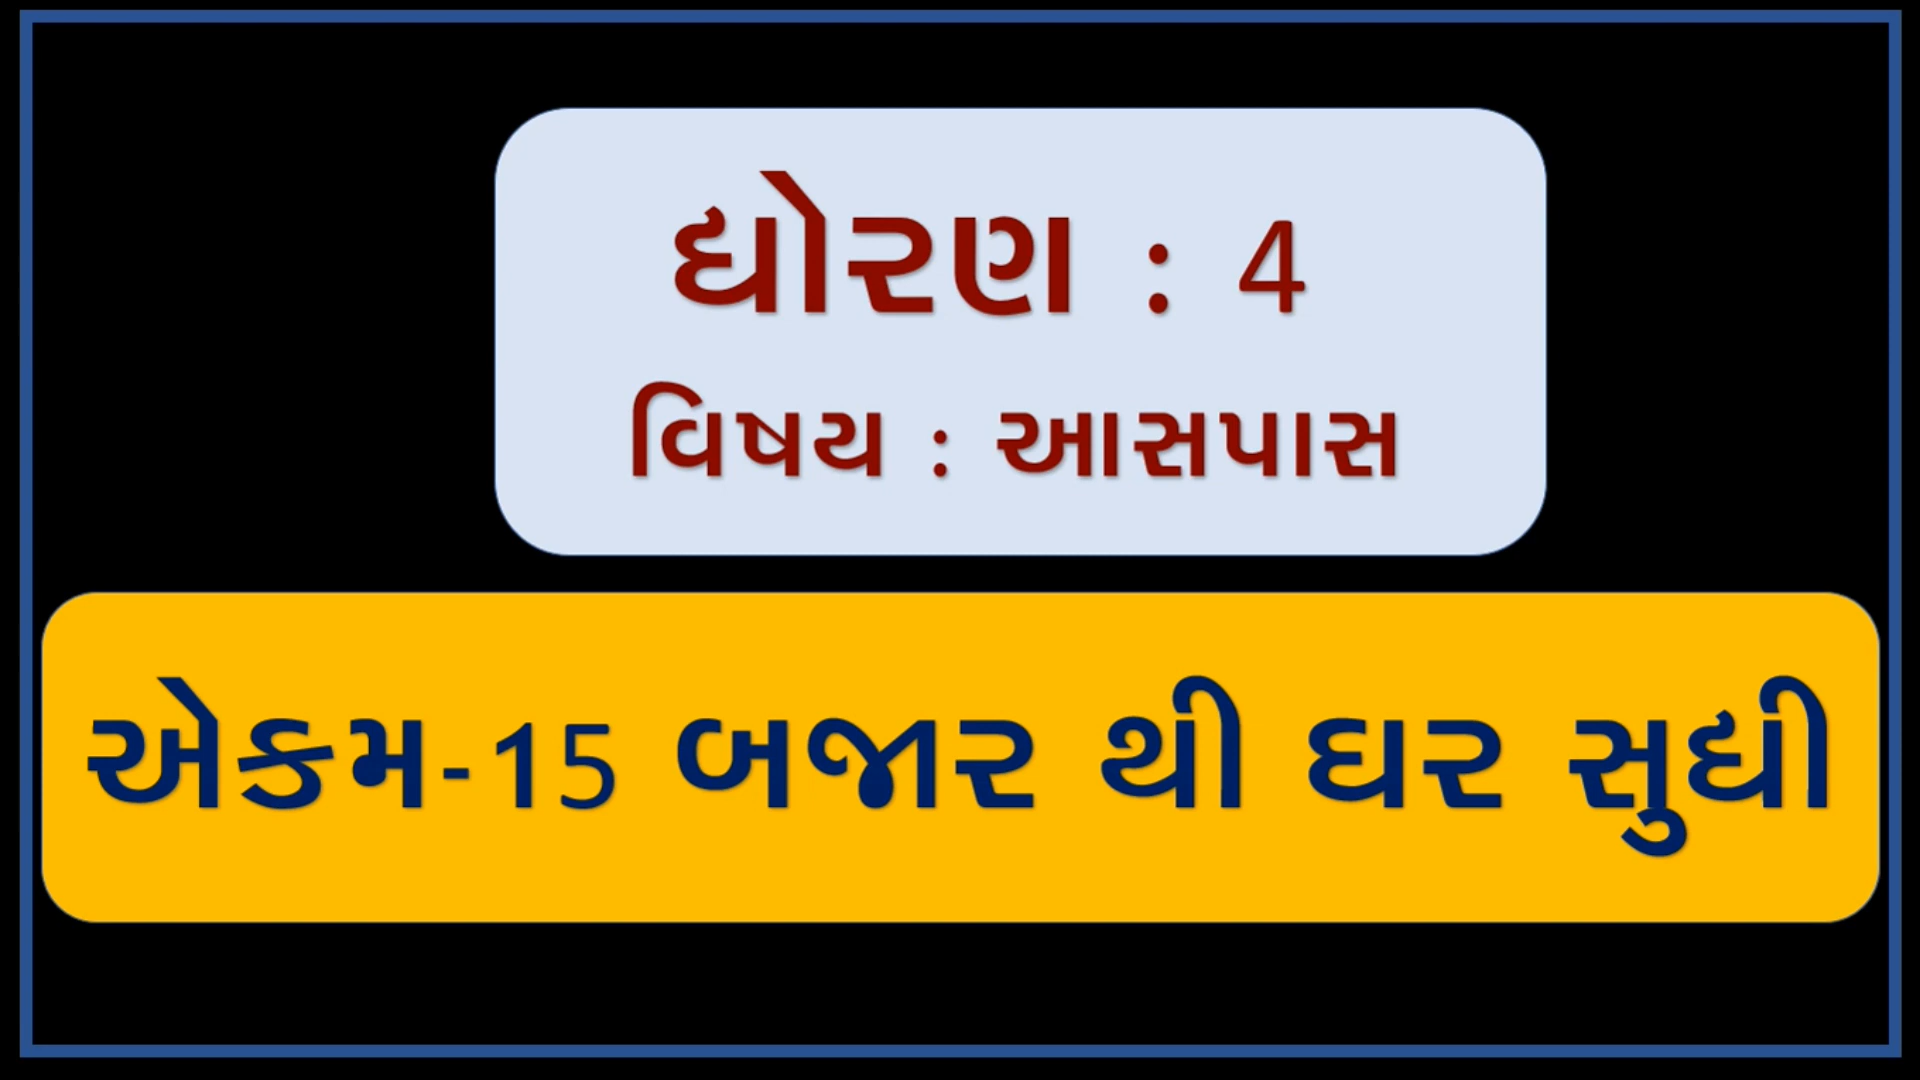 ધોરણ : 4
વિષય : આસપાસ
એકમ-15 બજાર થી ઘર સુધી